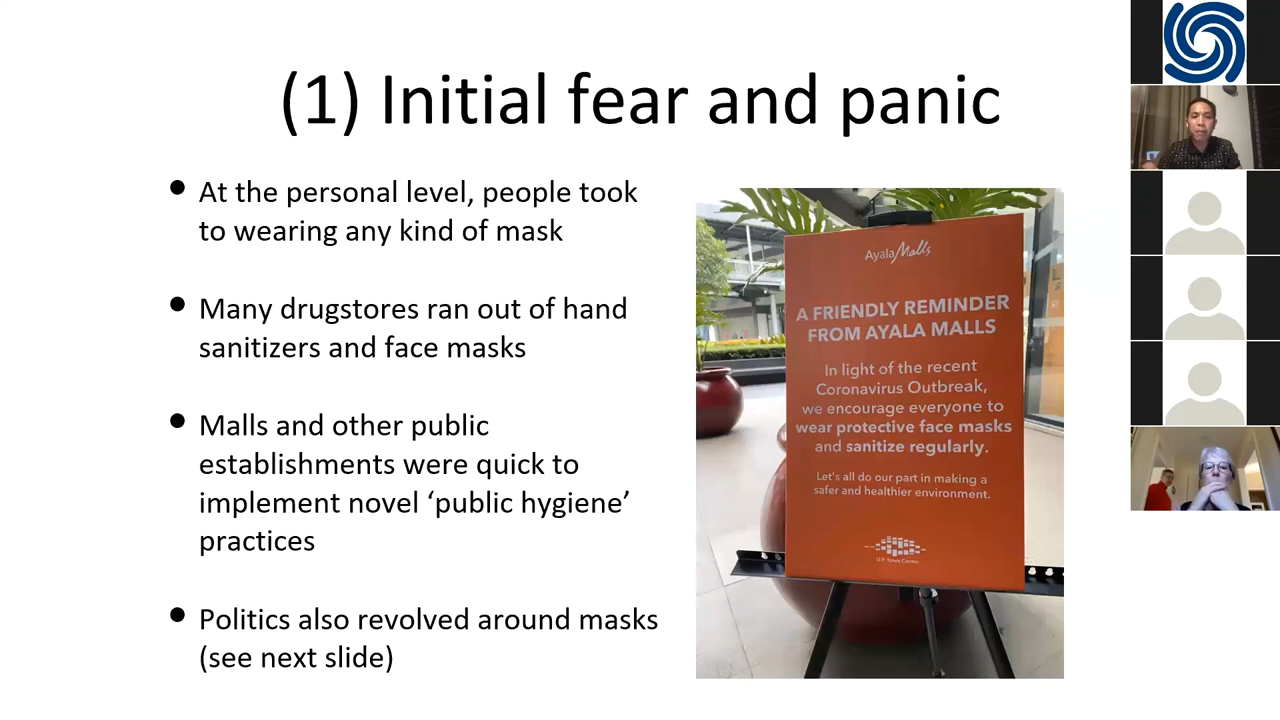 (1) Initial fear and panic
• At the personal level, people took
to wearing any kind of mask
• Many drugstores ran out of hand
sanitizers and face masks
• Malls and other public
establishments were quick to
implement novel ‘public hygiene’
practices
• Politics also revolved around masks
(see next slide)
Ayala Malls
A FRIENDLY REMINDER
FROM AYALA MALLS
In light of the recent
Coronavirus Outbreak,
we encourage everyone to
wear protective face masks
and sanitize regularly.
Let's all do our part in making a
safer and healthier environment.
U.P. Town Center